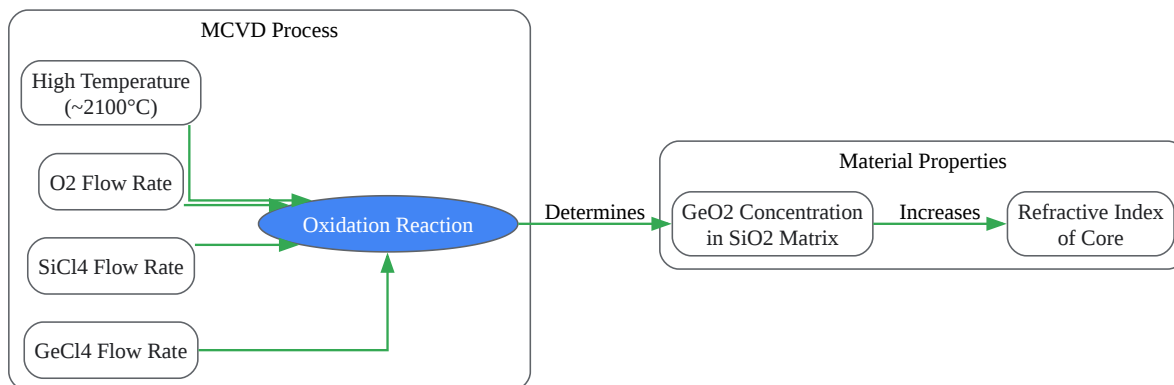 MCVD Process
High Temperature
(~2100°C)
O2 Flow Rate
SiCl4 Flow Rate
GeCl4 Flow Rate
Oxidation Reaction
Determines
Material Properties
GeO2 Concentration
in SiO2 Matrix
Increases
Refractive Index
of Core